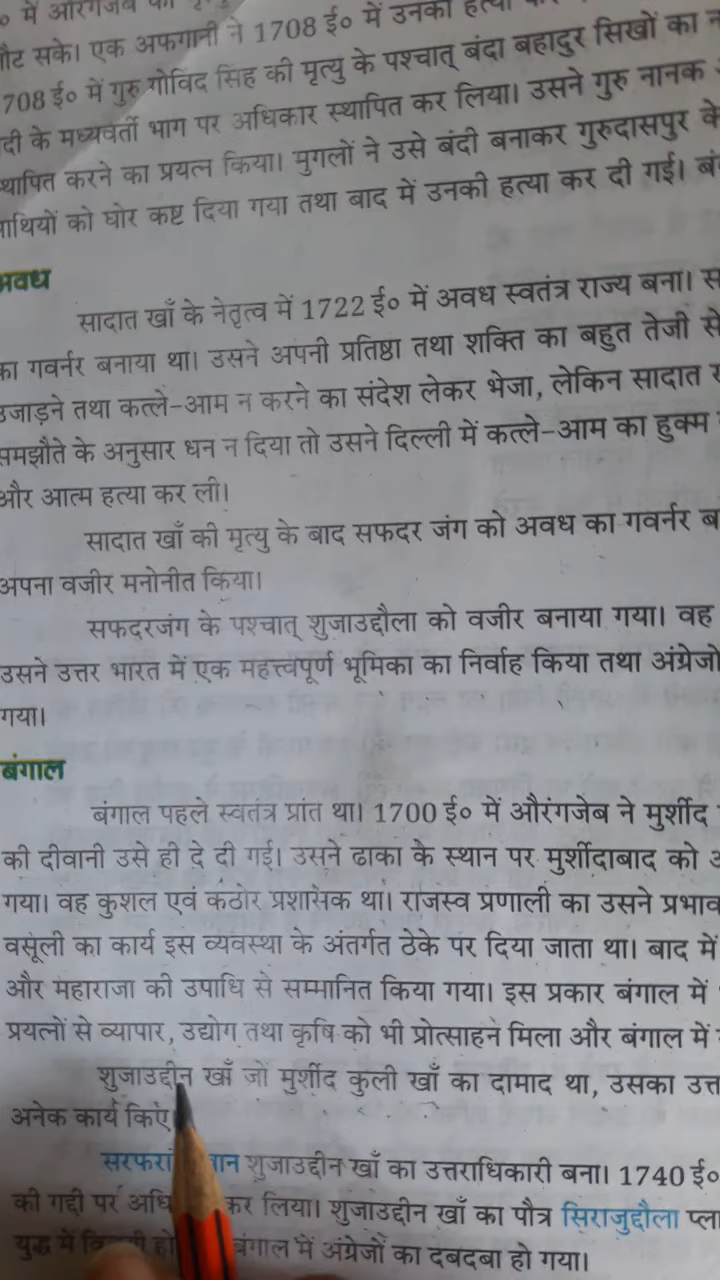 में औरंगजेब
लौट सके। एक अफगानी ने 1708 ई० में उनकी हत्या
708 ई० में गुरु गोविंद सिंह की मृत्यु के पश्चात् बंदा बहादुर सिखों का
दी के मध्यवर्ती भाग पर अधिकार स्थापित कर लिया। उसने गुरु नानक
थापित करने का प्रयत्न किया। मुगलों ने उसे बंदी बनाकर गुरुदासपुर के
ाथियों को घोर कष्ट दिया गया तथा बाद में उनकी हत्या कर दी गई।
अवध
सादात खाँ के नेतृत्व में 1722 ई० में अवध स्वतंत्र राज्य बना।
का गवर्नर बनाया था। उसने अपनी प्रतिष्ठा तथा शक्ति का बहुत तेजी से
उजाड़ने तथा कत्ले-आम न करने का संदेश लेकर भेजा, लेकिन सादात
समझौते के अनुसार धन न दिया तो उसने दिल्ली में कत्ले-आम का हुक्म
और आत्म हत्या कर ली।
सादात खाँ की मृत्यु के बाद सफदर जंग को अवध का गवर्नर ब
अपना वजीर मनोनीत किया।
सफदरजंग के पश्चात् शुजाउद्दौला को वजीर बनाया गया। वह
उसने उत्तर भारत में एक महत्त्वपूर्ण भूमिका का निर्वाह किया तथा अंग्रेजो
गया।
बंगाल
बंगाल पहले स्वतंत्र प्रांत था। 1700 ई० में औरंगजेब ने मुर्शीद
की दीवानी उसे ही दे दी गई। उसने ढाका के स्थान पर मुर्शीदाबाद को
गया। वह कुशल एवं कठोर प्रशासक था। राजस्व प्रणाली का उसने प्रभाव
वसूली का कार्य इस व्यवस्था के अंतर्गत ठेके पर दिया जाता था। बाद में
और महाराजा की उपाधि से सम्मानित किया गया। इस प्रकार बंगाल में
प्रयत्नों से व्यापार, उद्योग तथा कृषि को भी प्रोत्साहन मिला और बंगाल में
शुजाउद्दीन खाँ जो मुर्शीद कुली खाँ का दामाद था, उसका उत्त
अनेक कार्य किए
शुजाउद्दीन खाँ का उत्तराधिकारी बना। 1740 ई०
की गद्दी पर कर लिया। शुजाउद्दीन खाँ का पौत्र सिराजुद्दौला प्ला
युद्ध में बंगाल में अंग्रेजों का दबदबा हो गया।